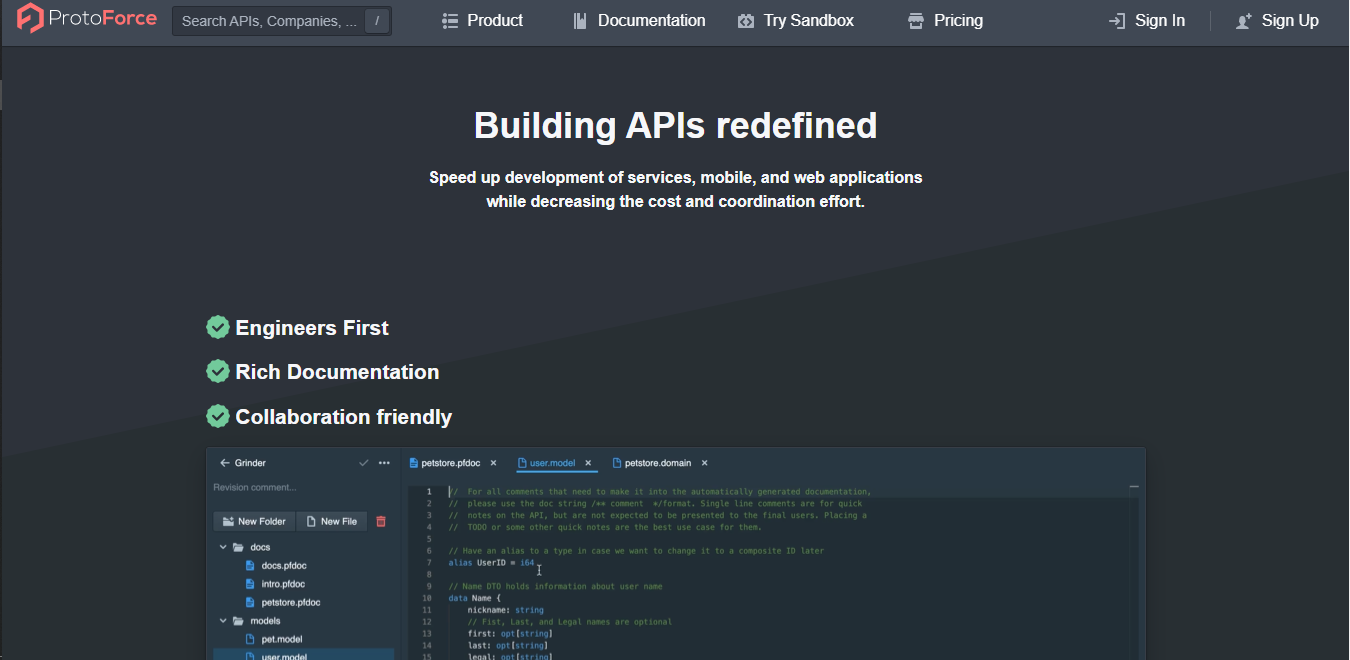 ProtoForce
Search APIs, Companies, ... /
Product
Documentation
Try Sandbox
Pricing
Sign In
Sign Up
Building APIs redefined
Speed up development of services, mobile, and web applications
while decreasing the cost and coordination effort.
Engineers First
Rich Documentation
Collaboration friendly
Grinder
Revision comment...
New Folder
New File
docs
docs.pfdoc
intro.pfdoc
petstore.pfdoc
models
pet.model
user.model
petstore.pfdoc
user.model
petstore.domain
1 // For all comments that need to make it into the automatically generated documentation,
2 // please use the doc string /** comment */format. Single line comments are for quick
3 // notes on the API, but are not expected to be presented to the final users. Placing a
4 // TODO or some other quick notes are the best use case for them.
5
6 // Have an alias to a type in case we want to change it to a composite ID later
7 alias UserID = i64
8
9 // Name DTO holds information about user name
10 data Name {
11 nickname: string
12 // Fist, Last, and Legal names are optional
13 first: opt[string]
14 last: opt[string]
15 legal: opt[string]